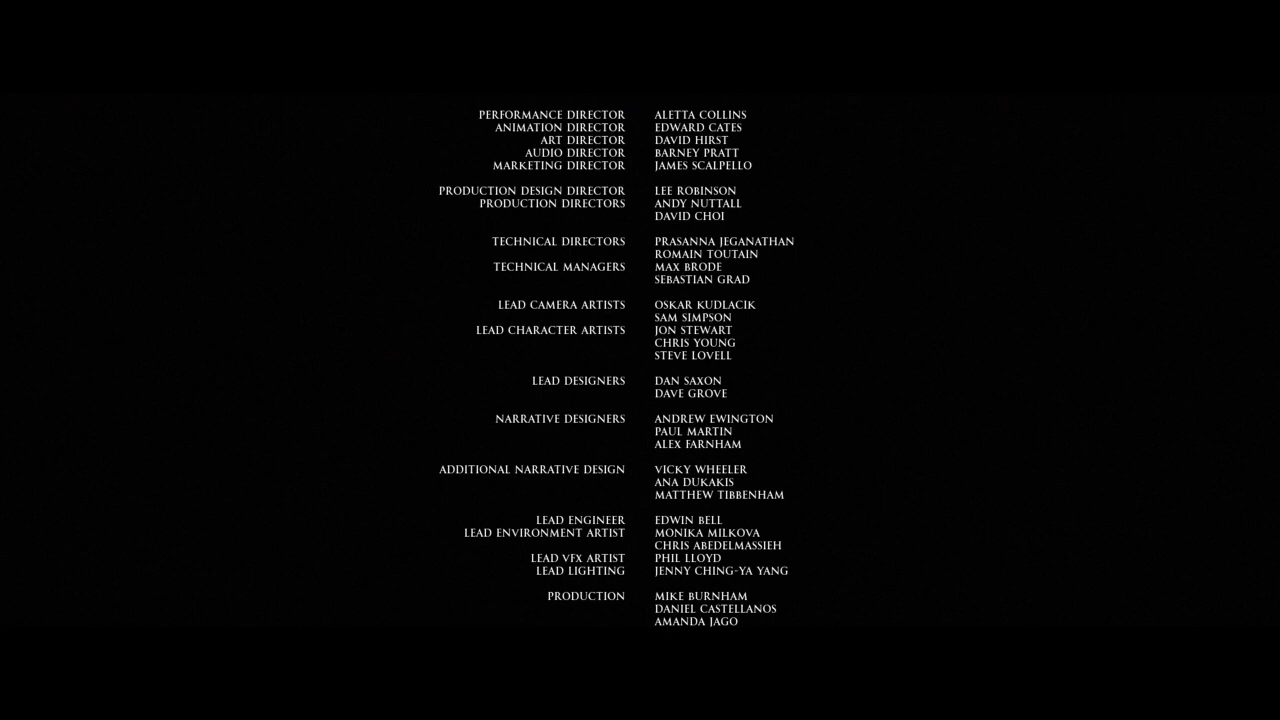 PERFORMANCE DIRECTOR ALETTA COLLINS
ANIMATION DIRECTOR EDWARD CATES
ART DIRECTOR DAVID HIRST
AUDIO DIRECTOR BARNEY PRATT
MARKETING DIRECTOR JAMES SCALPELLO
PRODUCTION DESIGN DIRECTOR LEE ROBINSON
PRODUCTION DIRECTORS ANDY NUTTALL
DAVID CHOI
TECHNICAL DIRECTORS PRASANNA JEGANATHAN
ROMAIN TOUTAIN
TECHNICAL MANAGERS MAX BRODE
SEBASTIAN GRAD
LEAD CAMERA ARTISTS OSKAR KUDLACIK
SAM SIMPSON
LEAD CHARACTER ARTISTS JON STEWART
CHRIS YOUNG
STEVE LOVELL
LEAD DESIGNERS DAN SAXON
DAVE GROVE
NARRATIVE DESIGNERS ANDREW EWINGTON
PAUL MARTIN
ALEX FARNHAM
ADDITIONAL NARRATIVE DESIGN VICKY WHEELER
ANA DUKAKIS
MATTHEW TIBBENHAM
LEAD ENGINEER EDWIN BELL
LEAD ENVIRONMENT ARTIST MONIKA MILKOVA
CHRIS ABEDELMASSIEH
LEAD VFX ARTIST PHIL LLOYD
LEAD LIGHTING JENNY CHING-YA YANG
PRODUCTION MIKE BURNHAM
DANIEL CASTELLANOS
AMANDA JAGO